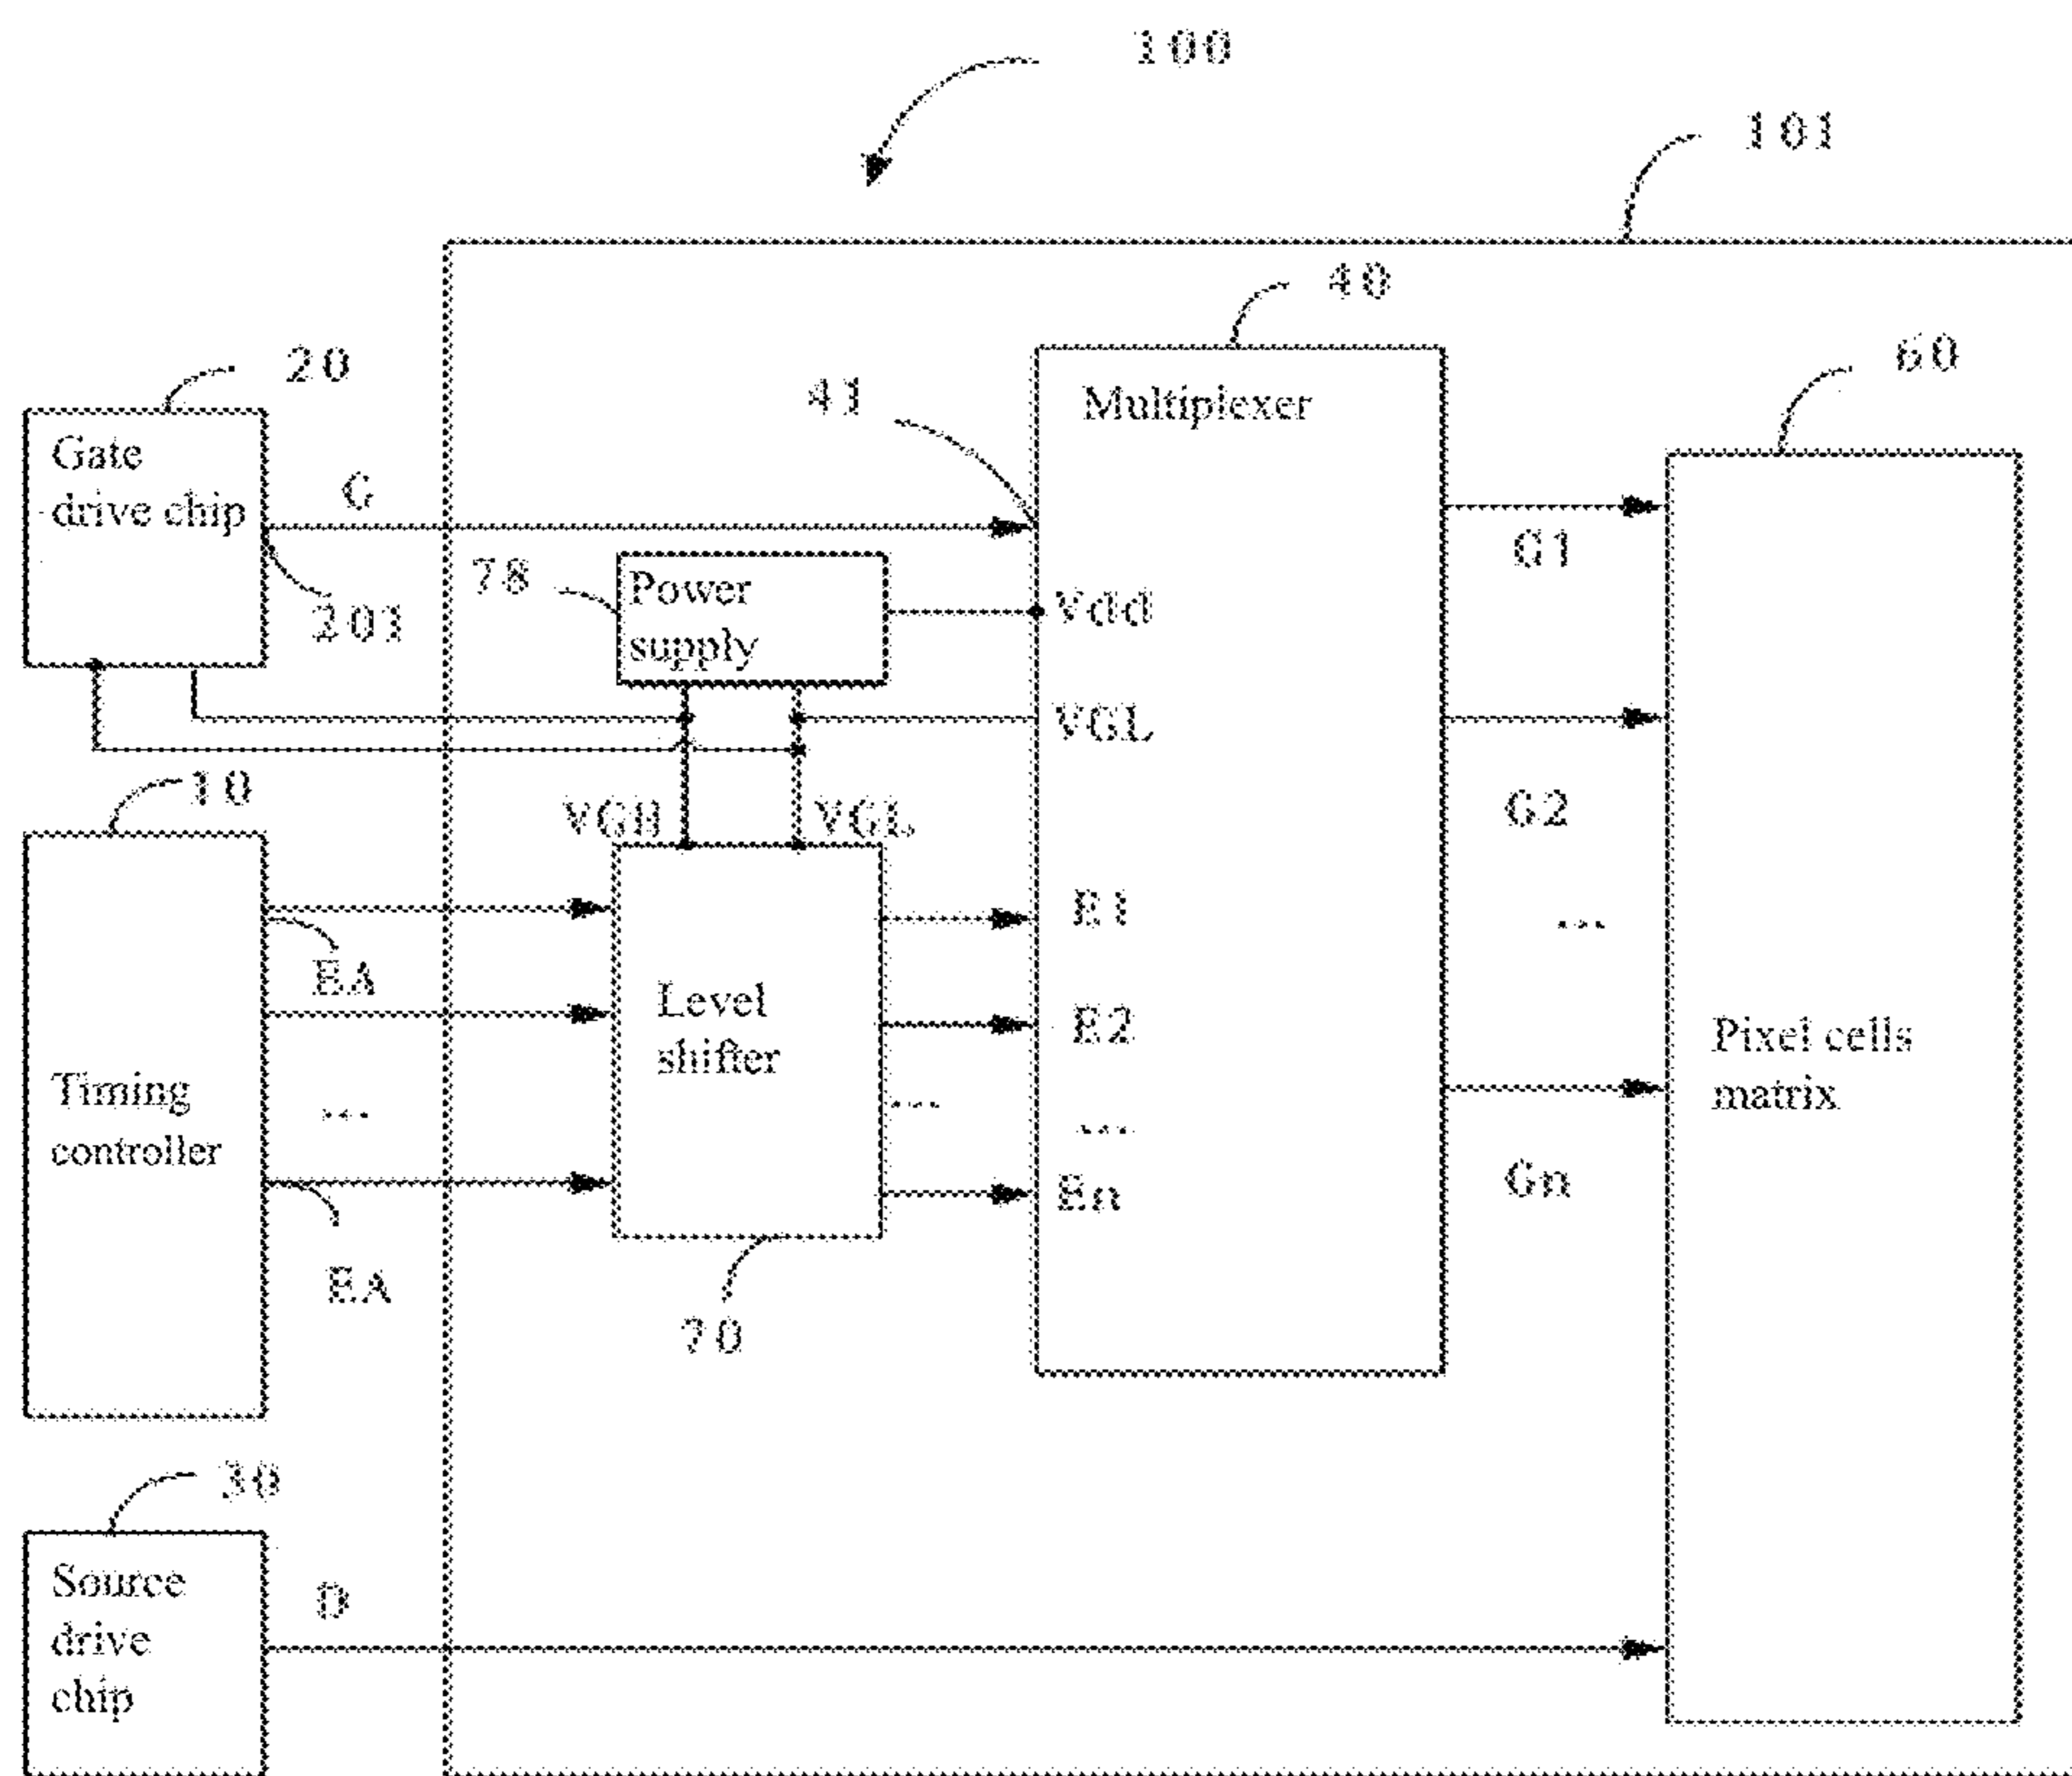 100
101
40
60
20
41
Multiplexer
Gate
drive chip
G
G1
78
Power
supply
Vdd
201
VGL
10
VGH
VGL
G2
E1
...
EA
Level
shifter
E2
Pixel cells
matrix
Timing
controller
...
...
...
En
Gn
EA
70
30
Source
drive
chip
D